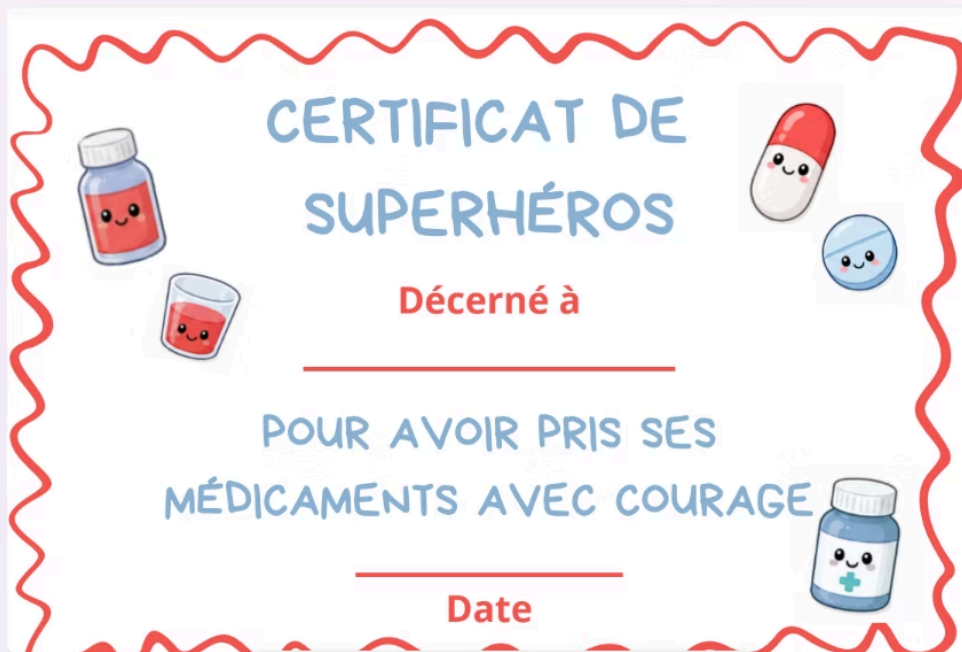 CERTIFICAT DE
SUPERHÉROS
Décerné à
POUR AVOIR PRIS SES
MÉDICAMENTS AVEC COURAGE
Date